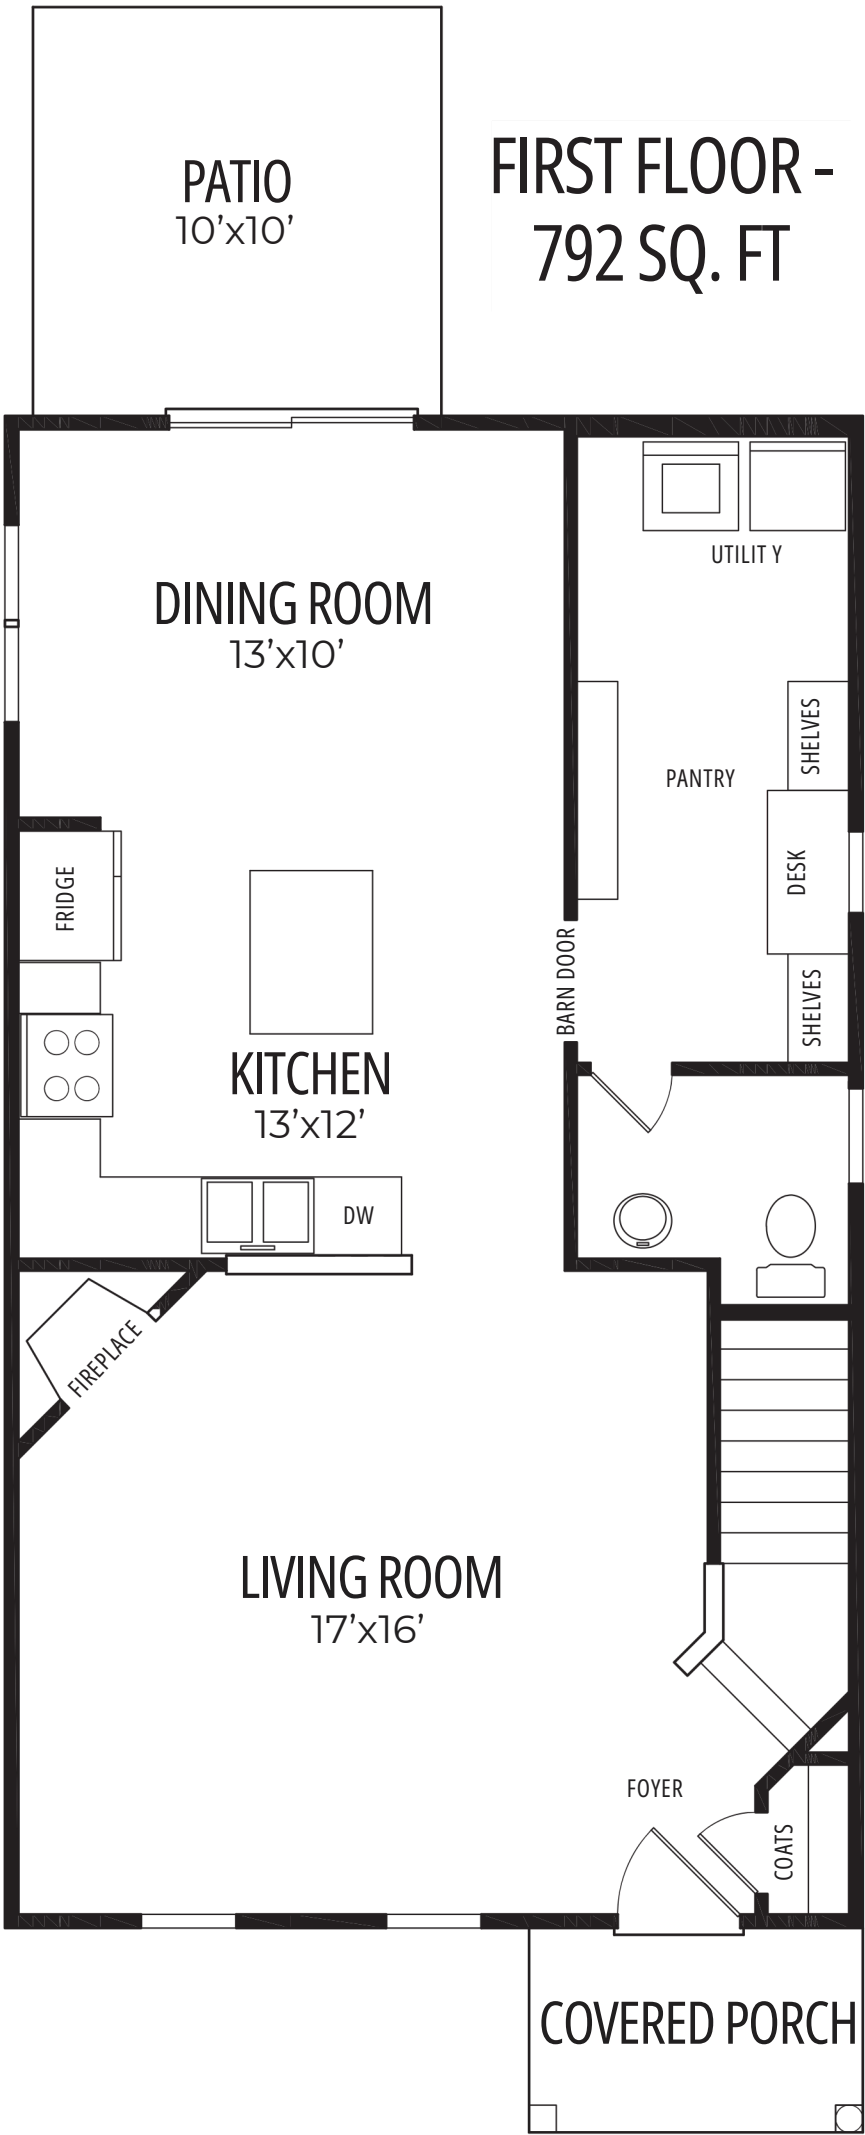 FIRST FLOOR -
792 SQ. FT
PATIO
10’x10’
UTILIT Y
DINING ROOM
13’x10’
SHELVES
PANTRY
DESK
FRIDGE
BARN DOOR
SHELVES
KITCHEN
13’x12’
DW
FIREPLACE
LIVING ROOM
17’x16’
FOYER
COATS
COVERED PORCH